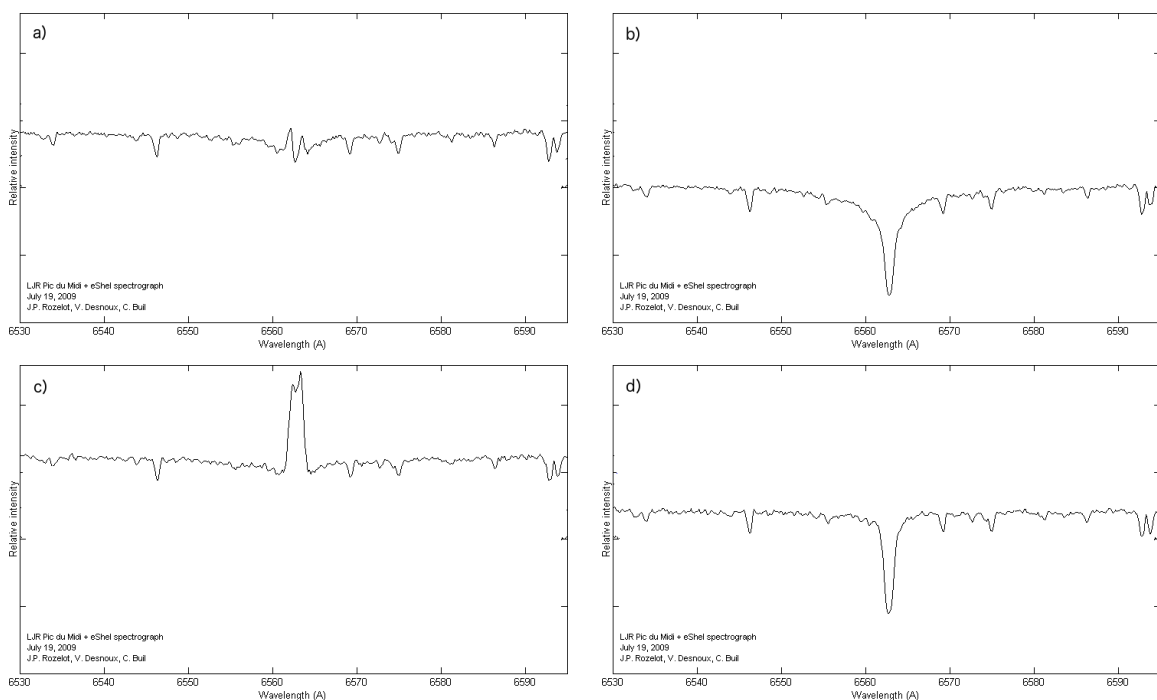 a)
Relative intensity
LJR Pic du Midi + eShel spectrograph
July 19, 2009
J.P. Rozelot, V. Desnoux, C. Buil
6530 6540 6550 6560 6570 6580 6590
Wavelength (A)
b)
Relative intensity
LJR Pic du Midi + eShel spectrograph
July 19, 2009
J.P. Rozelot, V. Desnoux, C. Buil
6530 6540 6550 6560 6570 6580 6590
Wavelength (A)
c)
Relative intensity
LJR Pic du Midi + eShel spectrograph
July 19, 2009
J.P. Rozelot, V. Desnoux, C. Buil
6530 6540 6550 6560 6570 6580 6590
Wavelength (A)
d)
Relative intensity
LJR Pic du Midi + eShel spectrograph
July 19, 2009
J.P. Rozelot, V. Desnoux, C. Buil
6530 6540 6550 6560 6570 6580 6590
Wavelength (A)